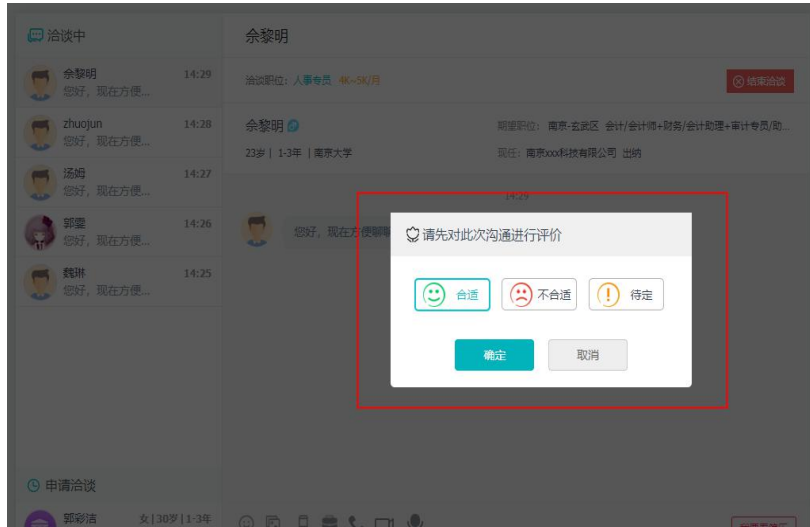 洽谈中
余黎明 14:29
您好，现在方便...
zhuojun 14:28
您好，现在方便...
汤姆 14:27
您好，现在方便...
郭雯 14:26
您好，现在方便...
魏琳 14:25
您好，现在方便...
申请洽谈
郭彩洁 女|30岁|1-3年
余黎明
洽谈职位：人事专员 4K-5K/月
结束洽谈
余黎明
期望职位： 南京-玄武区 会计/会计师+财务/会计助理+审计专员/助...
23岁 | 1-3年 | 南京大学
现任：南京xxx科技有限公司 出纳
14:29
您好，现在方便聊聊
请先对此次沟通进行评价
合适 不合适 待定
确定 取消